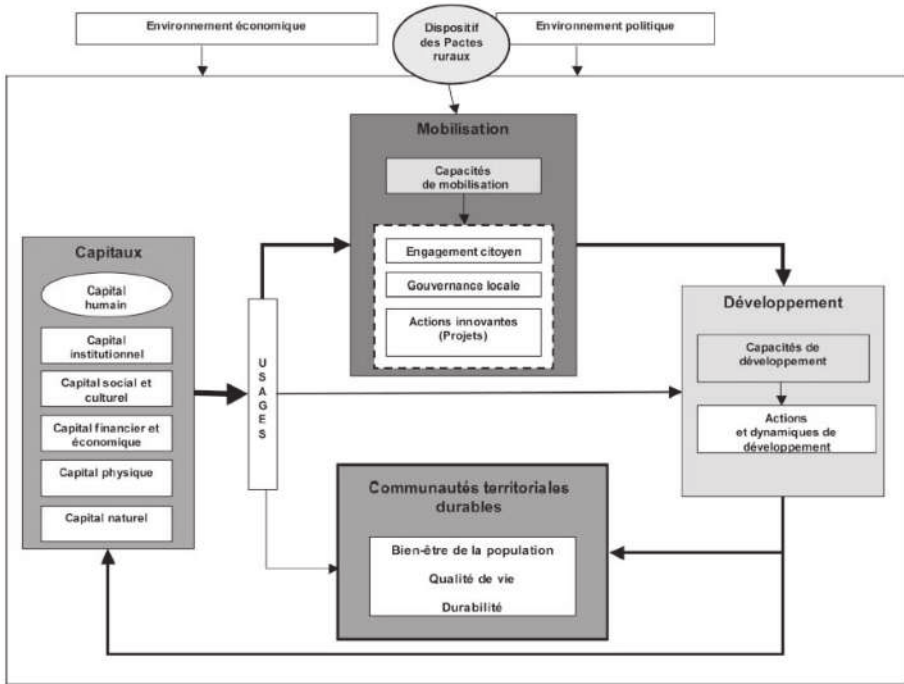 Environnement économique
Dispositif
des Pactes
ruraux
Environnement politique
Mobilisation
Capacités
de mobilisation
Engagement citoyen
Gouvernance locale
Actions innovantes
(Projets)
Capitaux
Capital
humain
Capital
institutionnel
Capital social et
culturel
Capital financier et
économique
Capital physique
Capital naturel
USAGES
Développement
Capacités de
développement
Actions
et dynamiques de
développement
Communautés territoriales
durables
Bien-être de la population
Qualité de vie
Durabilité